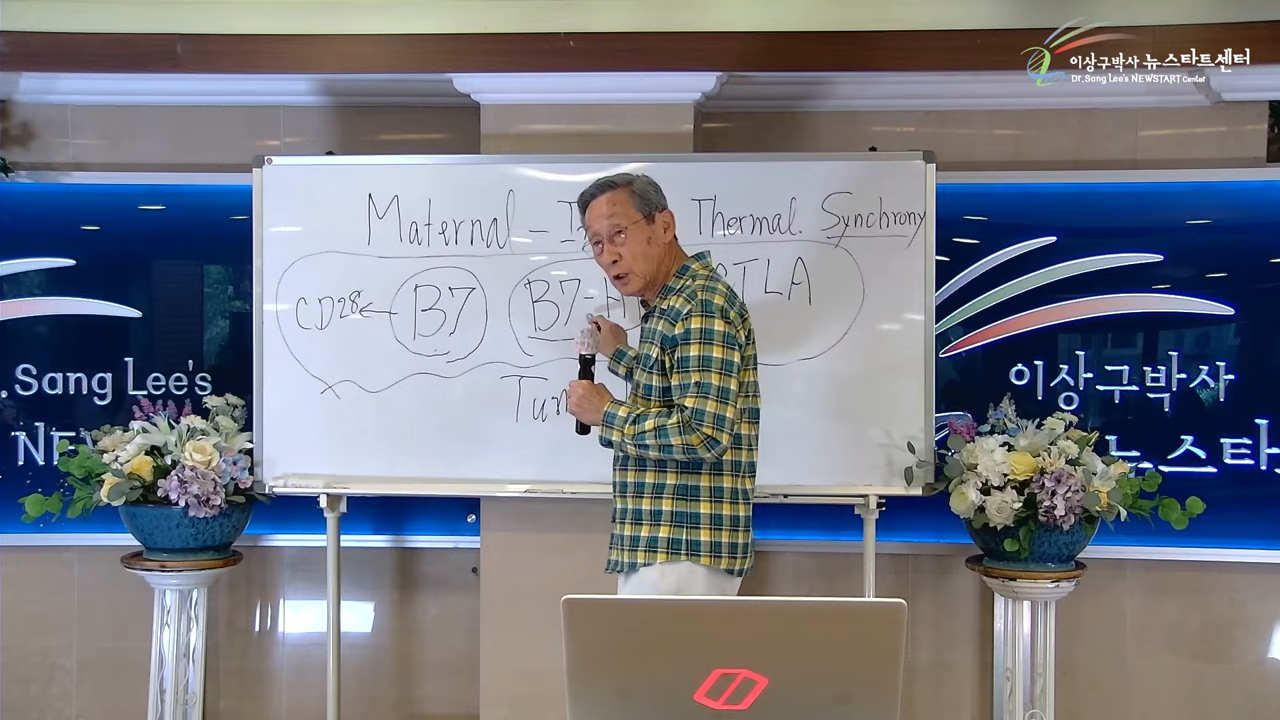 이상구박사 뉴스타트센터
Dr. Sang Lee's NEWSTART Center
Maternal - I Thermal. Synchrony
CD28 ← B7 B7-H TLA
Tum
. Sang Lee's
NE
이상구박사
뉴스타